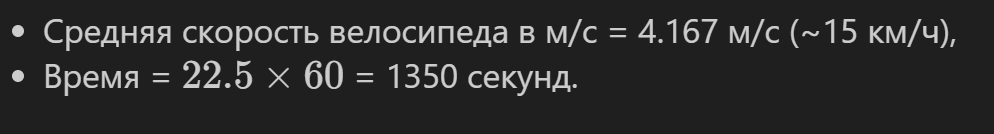 • Средняя скорость велосипеда в м/с = 4.167 м/с (~15 км/ч),
• Время = 22.5 × 60 = 1350 секунд.